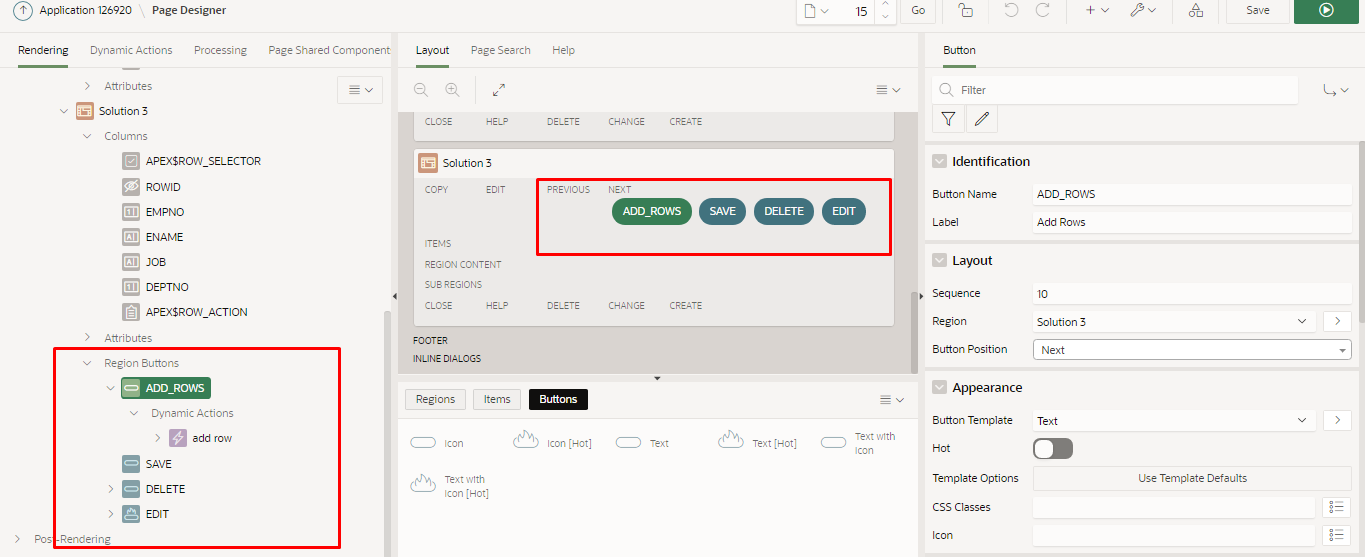 Application 126920 Page Designer 15 Go Save
Rendering Dynamic Actions Processing Page Shared Component
Attributes
Solution 3
Columns
APEX$ROW_SELECTOR
ROWID
EMPNO
ENAME
JOB
DEPTNO
APEX$ROW_ACTION
Attributes
Region Buttons
ADD_ROWS
Dynamic Actions
add row
SAVE
DELETE
EDIT
Post-Rendering
Layout Page Search Help
CLOSE HELP DELETE CHANGE CREATE
Solution 3
COPY EDIT PREVIOUS NEXT
ADD_ROWS SAVE DELETE EDIT
ITEMS
REGION CONTENT
SUB REGIONS
CLOSE HELP DELETE CHANGE CREATE
FOOTER
INLINE DIALOGS
Regions Items Buttons
Icon Icon [Hot] Text Text [Hot] Text with
Icon
Text with
Icon [Hot]
Button
Filter
Identification
Button Name ADD_ROWS
Label Add Rows
Layout
Sequence 10
Region Solution 3
Button Position Next
Appearance
Button Template Text
Hot
Template Options Use Template Defaults
CSS Classes
Icon